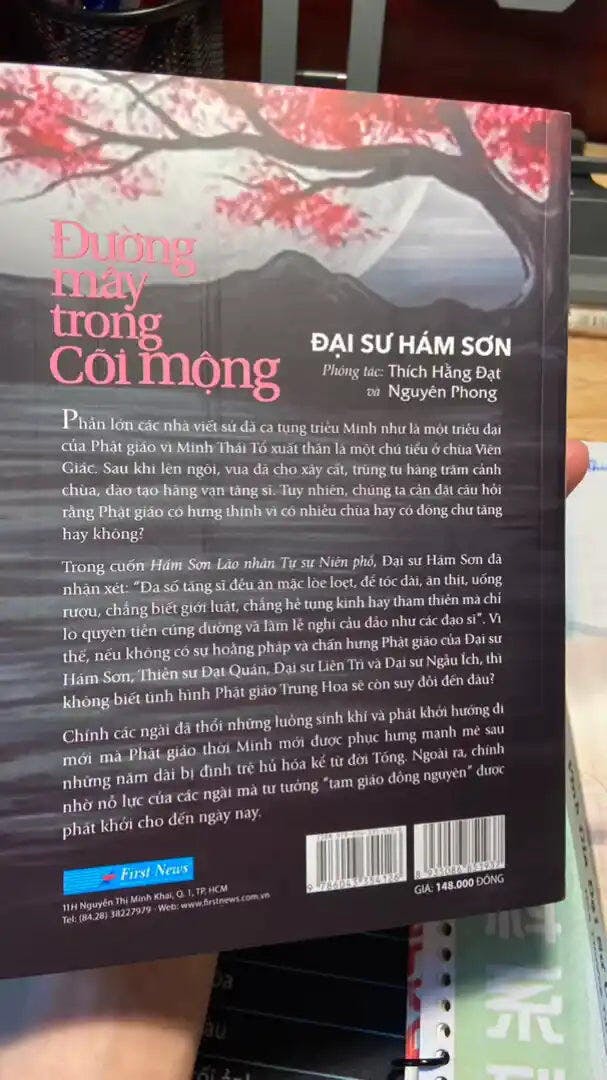 Đường
mây
trong
Cõi mộng
ĐẠI SƯ HÁM SƠN
Phóng tác: Thích Hằng Đạt
và Nguyên Phong
Phần lớn các nhà viết sử đã ca tụng triều Minh như là một triều đại
của Phật giáo vì Minh Thái Tổ xuất thân là một chú tiểu ở chùa Viên
Giác. Sau khi lên ngôi, vua đã cho xây cất, trùng tu hàng trăm cảnh
chùa, đào tạo hàng vạn tăng sĩ. Tuy nhiên, chúng ta cần đặt câu hỏi
rằng Phật giáo có hưng thịnh vì có nhiều chùa hay có đông chư tăng
hay không?
Trong cuốn Hám Sơn Lão nhân Tự sự Niên phổ, Đại sư Hám Sơn đã
nhận xét: “Đa số tăng sĩ đều ăn mặc lòe loẹt, để tóc dài, ăn thịt, uống
rượu, chẳng biết giới luật, chẳng hề tụng kinh hay tham thiền mà chỉ
lo quyên tiền cúng dường và làm lễ nghi cầu đảo như các đạo sĩ”. Vì
thế, nếu không có sự hoằng pháp và chấn hưng Phật giáo của Đại sư
Hám Sơn, Thiền sư Đạt Quán, Đại sư Liên Trì và Đại sư Ngẫu Ích, thì
không biết tình hình Phật giáo Trung Hoa sẽ còn suy đồi đến đâu?
Chính các ngài đã thổi những luồng sinh khí và phát khởi hướng đi
mới mà Phật giáo thời Minh mới được phục hưng mạnh mẽ sau
những năm dài bị đình trệ hủ hóa kể từ đời Tống. Ngoài ra, chính
nhờ nỗ lực của các ngài mà tư tưởng “tam giáo đồng nguyên” được
phát khởi cho đến ngày nay.
First News
11H Nguyễn Thị Minh Khai, Q. 1, TP. HCM
Tel: (84.28) 38227979 - Web: www.firstnews.com.vn
GIÁ: 148.000 ĐỒNG